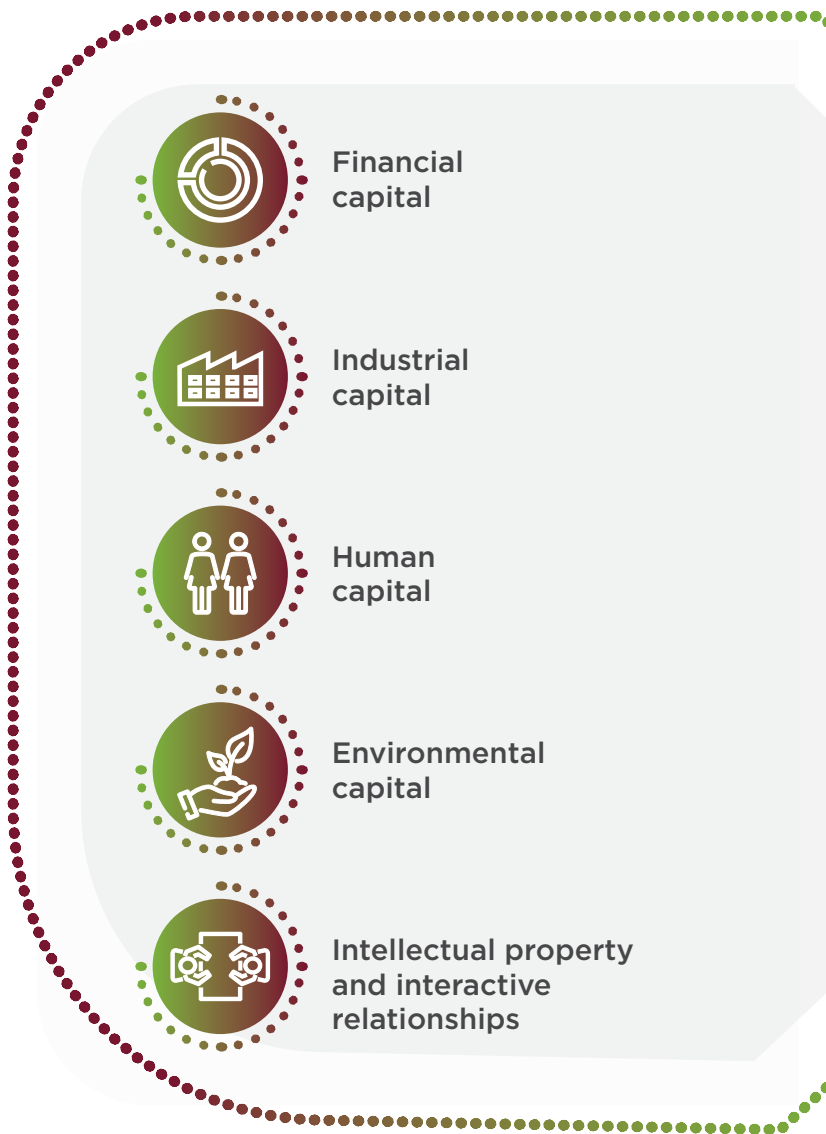 Financial
capital
Industrial
capital
Human
capital
Environmental
capital
Intellectual property
and interactive
relationships